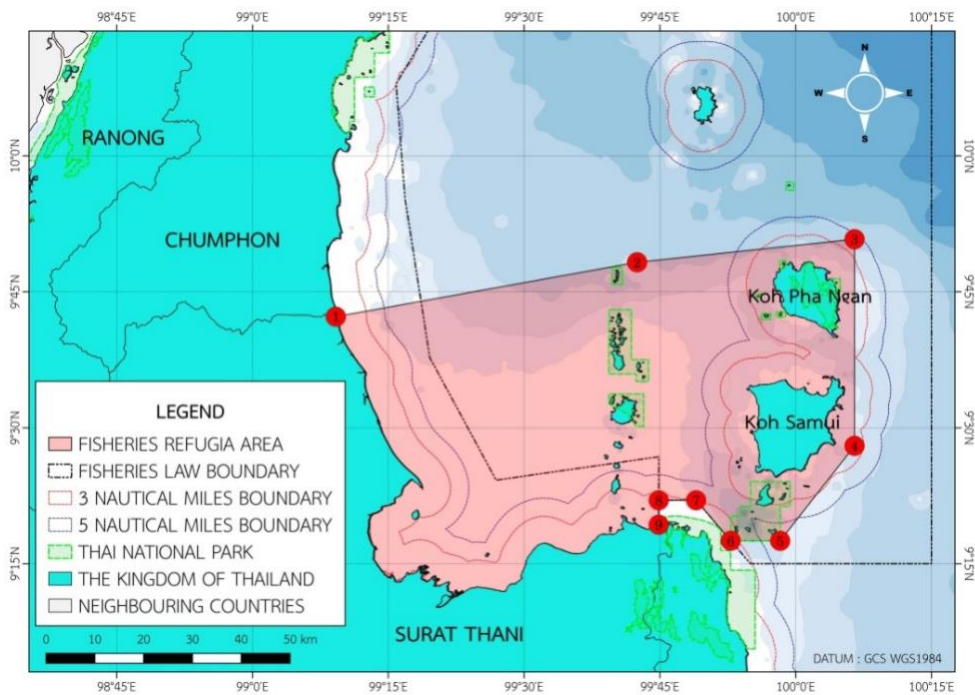 98°45'E 99°0'E 99°15'E 99°30'E 99°45'E 100°0'E 100°15'E
N
W E
S
RANONG
10°0'N 10°0'N
CHUMPHON
3
2
9°45'N 9°45'N
Koh Pha Ngan
1
LEGEND
FISHERIES REFUGIA AREA
FISHERIES LAW BOUNDARY
3 NAUTICAL MILES BOUNDARY
5 NAUTICAL MILES BOUNDARY
THAI NATIONAL PARK
THE KINGDOM OF THAILAND
NEIGHBOURING COUNTRIES
0 10 20 30 40 50 km
9°30'N 9°30'N
Koh Samui
4
8 7
9
6 5
9°15'N 9°15'N
SURAT THANI
DATUM : GCS WGS1984
98°45'E 99°0'E 99°15'E 99°30'E 99°45'E 100°0'E 100°15'E